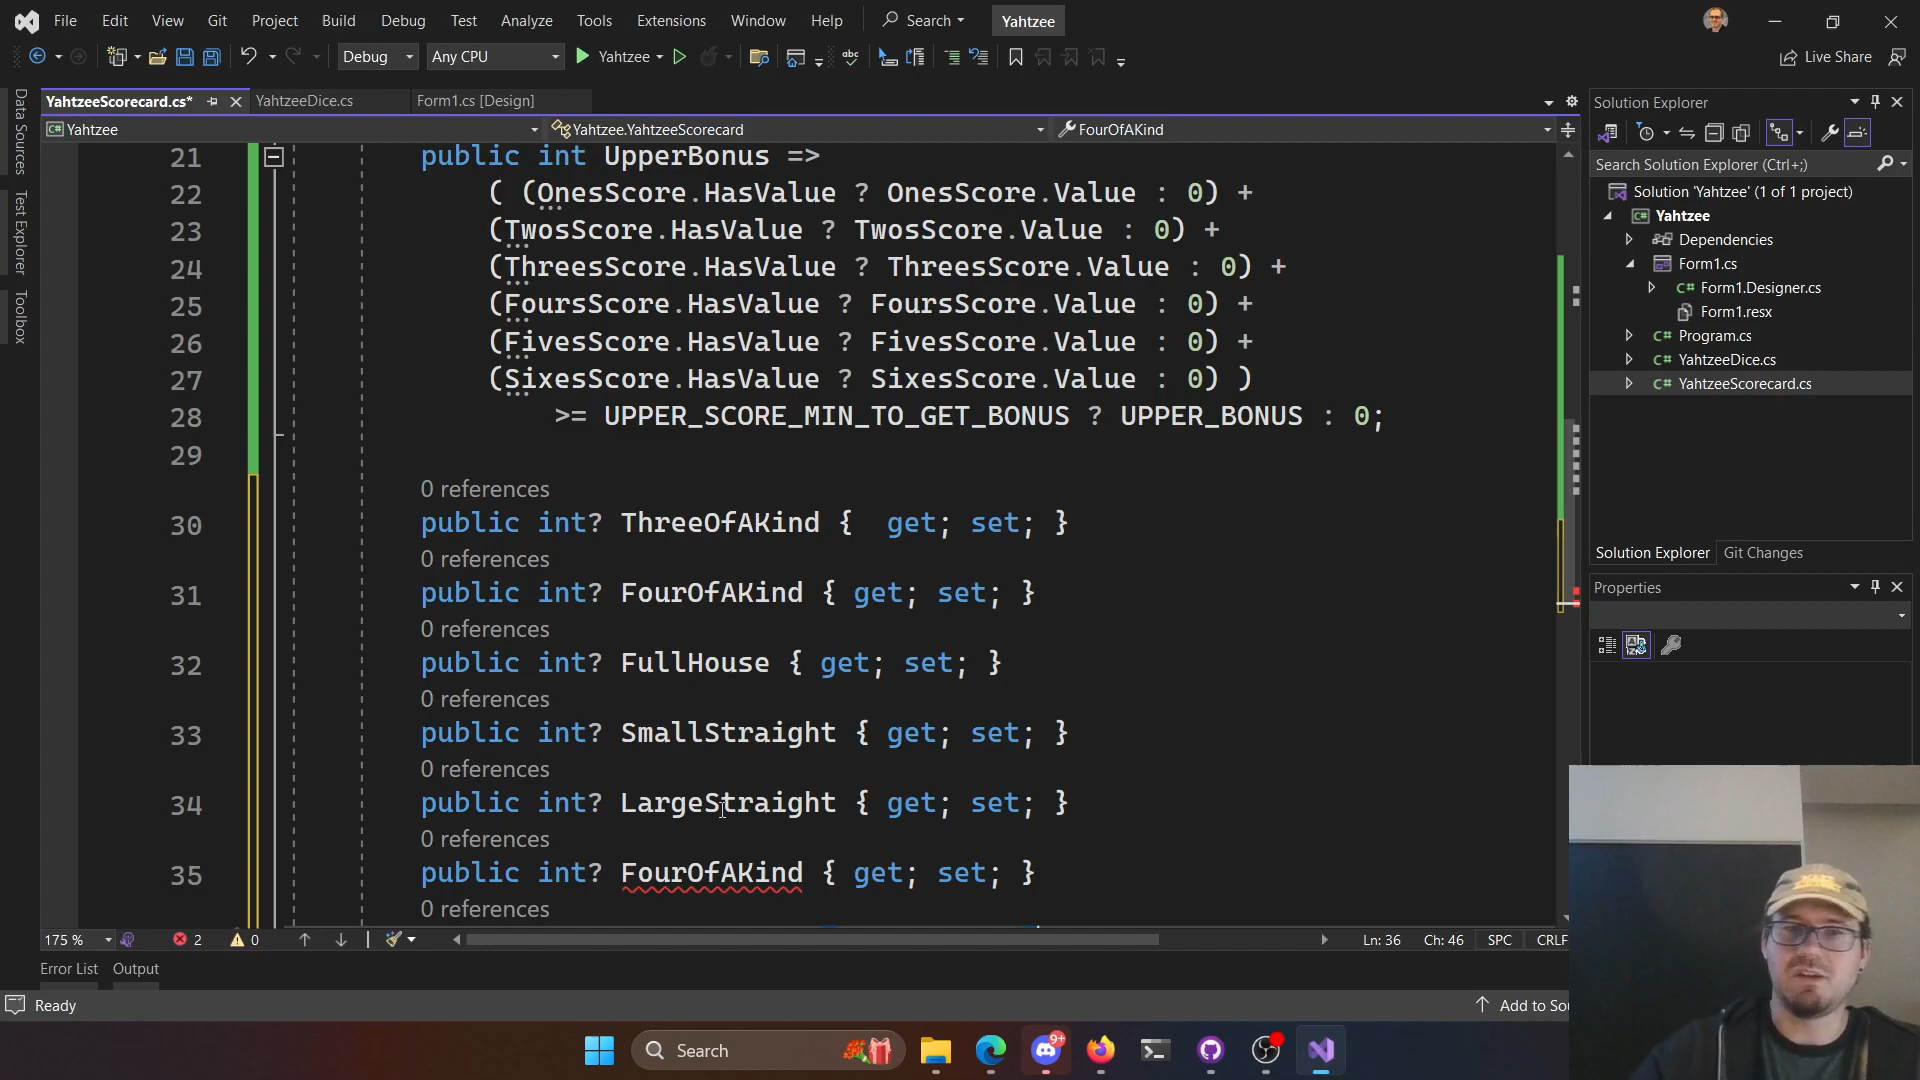 File Edit View Git Project Build Debug Test Analyze Tools Extensions Window Help Search Yahtzee
Debug Any CPU Yahtzee Live Share
YahtzeeScorecard.cs* YahtzeeDice.cs Form1.cs [Design]
Yahtzee Yahtzee.YahtzeeScorecard FourOfAKind
Data Sources
Test Explorer
Toolbox
21 public int UpperBonus =>
22 ( (OnesScore.HasValue ? OnesScore.Value : 0) +
23 (TwosScore.HasValue ? TwosScore.Value : 0) +
24 (ThreesScore.HasValue ? ThreesScore.Value : 0) +
25 (FoursScore.HasValue ? FoursScore.Value : 0) +
26 (FivesScore.HasValue ? FivesScore.Value : 0) +
27 (SixesScore.HasValue ? SixesScore.Value : 0) )
28 >= UPPER_SCORE_MIN_TO_GET_BONUS ? UPPER_BONUS : 0;
29
0 references
30 public int? ThreeOfAKind {  get; set; }
0 references
31 public int? FourOfAKind { get; set; }
0 references
32 public int? FullHouse { get; set; }
0 references
33 public int? SmallStraight { get; set; }
0 references
34 public int? LargeStraight { get; set; }
0 references
35 public int? FourOfAKind { get; set; }
0 references
175 % 2 0 Ln: 36 Ch: 46 SPC CRLF
Error List Output
Ready Add to Sou
Solution Explorer
Search Solution Explorer (Ctrl+;)
Solution 'Yahtzee' (1 of 1 project)
C# Yahtzee
Dependencies
Form1.cs
C# Form1.Designer.cs
Form1.resx
C# Program.cs
C# YahtzeeDice.cs
C# YahtzeeScorecard.cs
Solution Explorer Git Changes
Properties
Search 9+